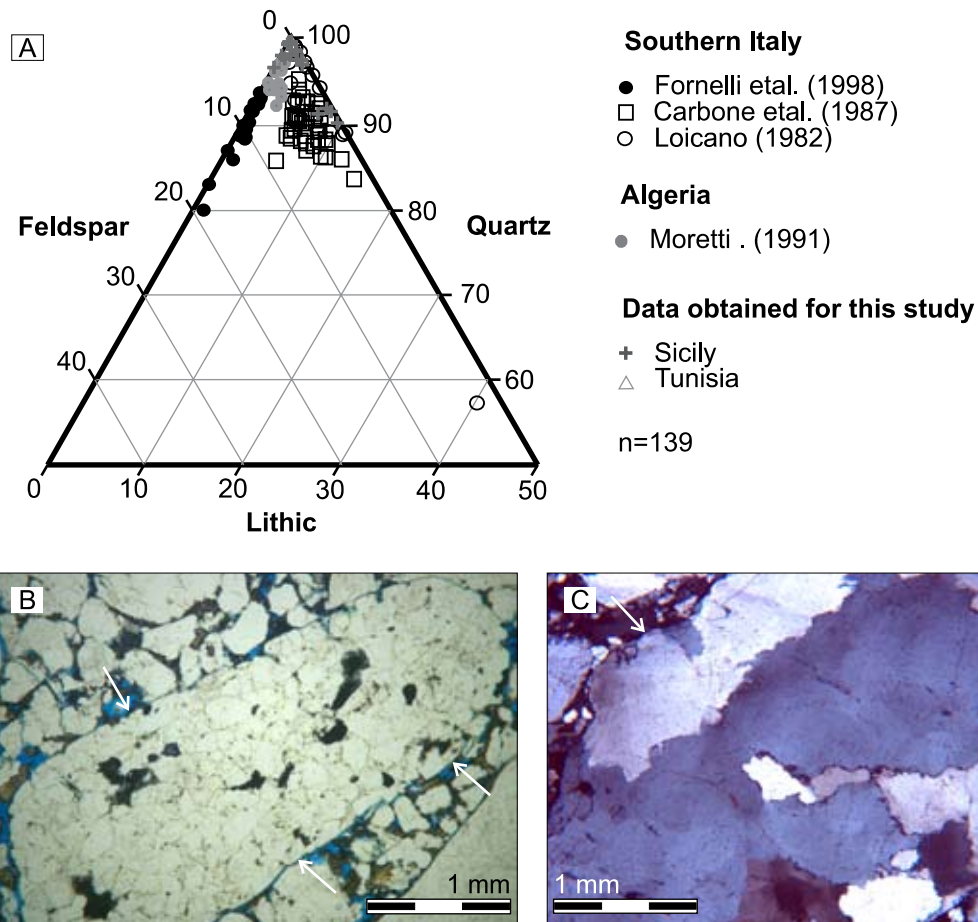 A
0
100
10
90
20
80
Feldspar
Quartz
30
70
40
60
0
10
20
30
40
50
Lithic
Southern Italy
Fornelli etal. (1998)
Carbone etal. (1987)
Loicano (1982)
Algeria
Moretti . (1991)
Data obtained for this study
Sicily
Tunisia
n=139
B
1 mm
C
1 mm